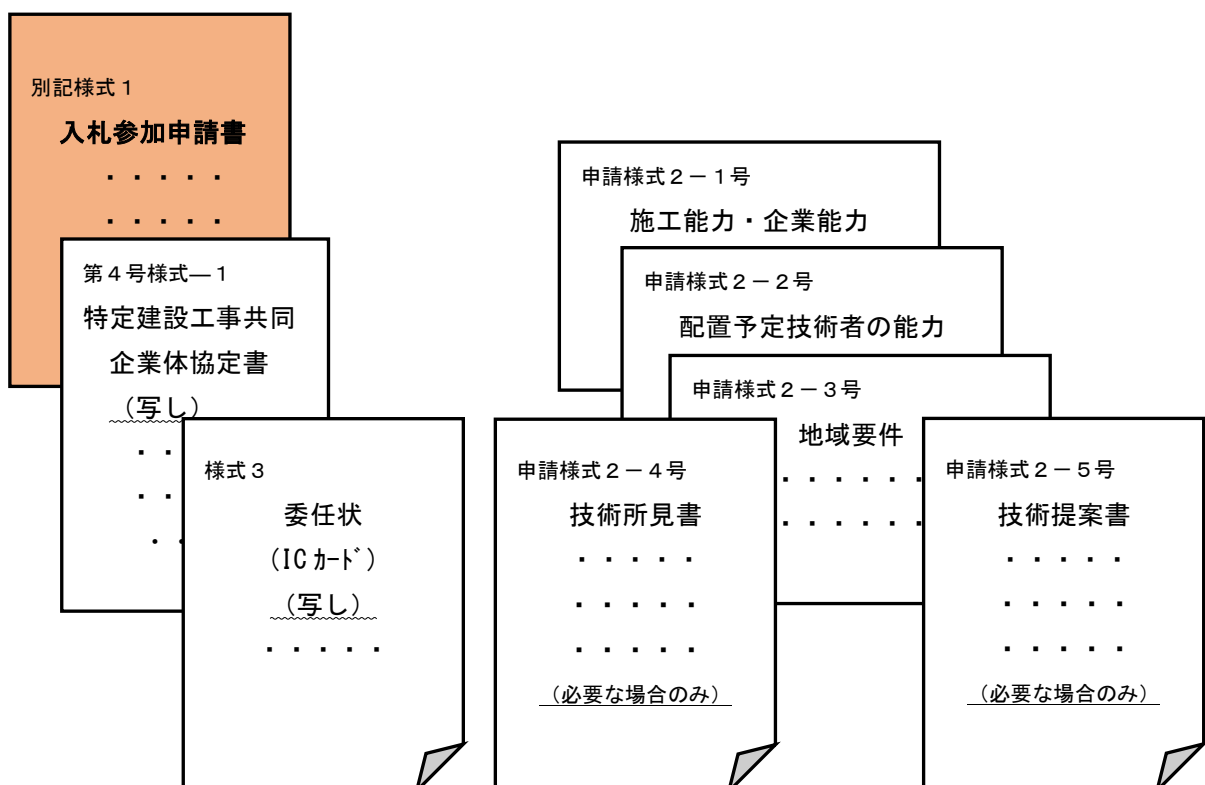 別記様式１
入札参加申請書
・・・・・
・・・・・
第４号様式―１
特定建設工事共同
企業体協定書
（写し）
・・
・・
・・
様式３
委任状
（ICｶｰﾄﾞ）
（写し）
・・・・・
申請様式２－１号
施工能力・企業能力
申請様式２－２号
配置予定技術者の能力
申請様式２－３号
地域要件
・・・・・・
・・・・・・
申請様式２－４号
技術所見書
・・・・・
・・・・・
・・・・・
（必要な場合のみ）
申請様式２－５号
技術提案書
・・・・・
・・・・・
・・・・・
（必要な場合のみ）